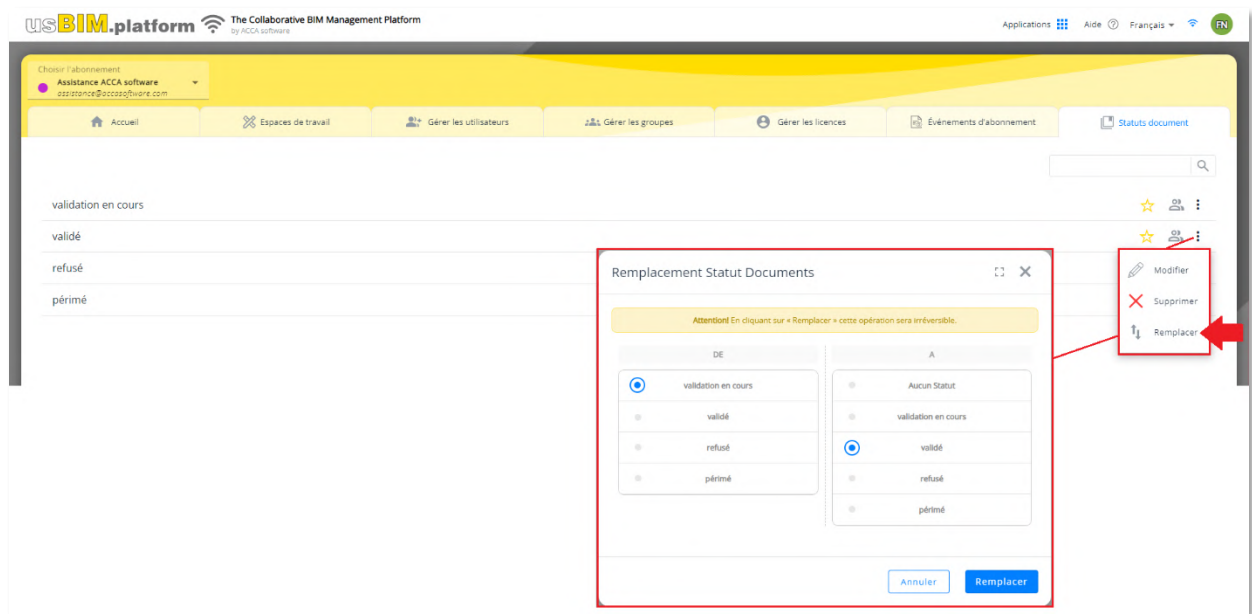 usBIM.platform
The Collaborative BIM Management Platform
by ACCA software
Applications
Aide
Français
FN
Choisir l'abonnement
Assistance ACCA software
assistance@accasoftware.com
Accueil
Espaces de travail
Gérer les utilisateurs
Gérer les groupes
Gérer les licences
Évènements d'abonnement
Statuts document
validation en cours
validé
refusé
périmé
Modifier
Supprimer
Remplacer
Remplacement Statut Documents
Attention! En cliquant sur « Remplacer » cette opération sera irréversible.
DE
A
validation en cours
Aucun Statut
validé
validation en cours
refusé
validé
périmé
refusé
périmé
Annuler
Remplacer